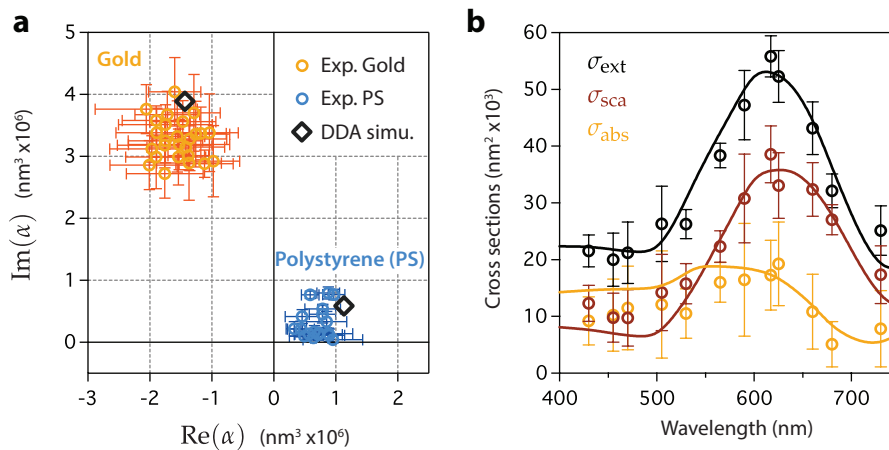 a
5
4
3
2
1
0
Im(α) (nm³ x10⁶)
Gold
Exp. Gold
Exp. PS
DDA simu.
Polystyrene (PS)
-3 -2 -1 0 1 2
Re(α) (nm³ x10⁶)
b
60
50
40
30
20
10
0
Cross sections (nm² x10³)
σext
σsca
σabs
400 500 600 700
Wavelength (nm)